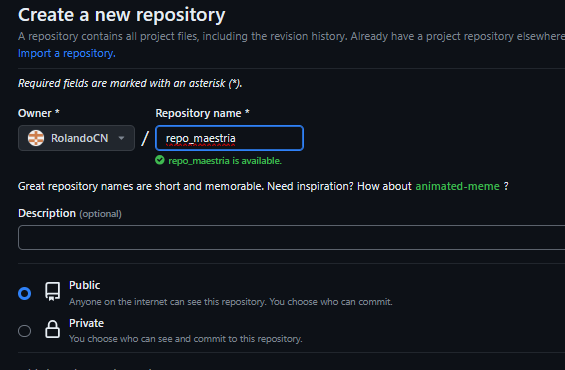 Create a new repository
A repository contains all project files, including the revision history. Already have a project repository elsewhere
Import a repository.
Required fields are marked with an asterisk (*).
Owner * Repository name *
RolandoCN / repo_maestria
repo_maestria is available.
Great repository names are short and memorable. Need inspiration? How about animated-meme ?
Description (optional)
Public
Anyone on the internet can see this repository. You choose who can commit.
Private
You choose who can see and commit to this repository.